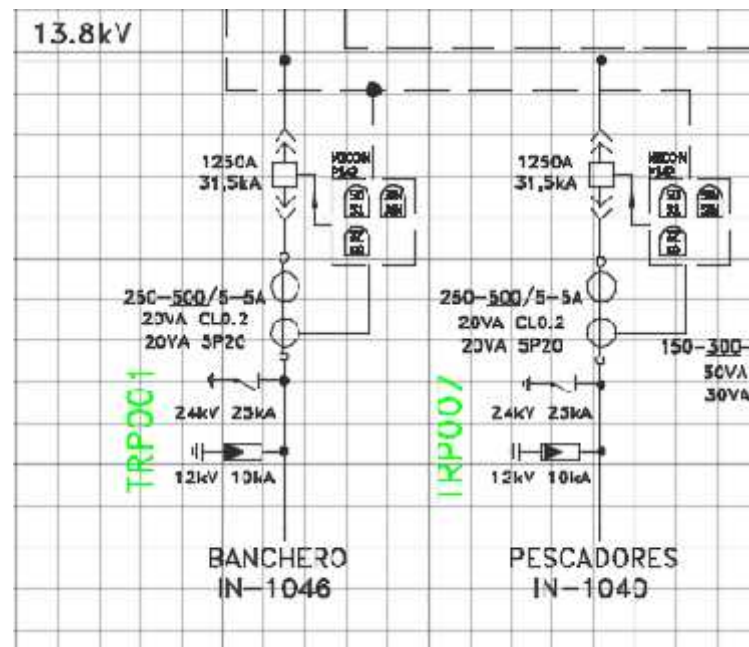 13.8kV
1250A
31,5kA
250-500/5-5A
20VA CL0.2
20VA 5P20
24kV 25kA
12kV 10kA
TRP001
BANCHERO
IN-1046
1250A
31,5kA
250-500/5-5A
20VA CL0.2
20VA 5P20
24kV 25kA
12kV 10kA
TRP007
PESCADORES
IN-1040
150-300-
50VA
30VA